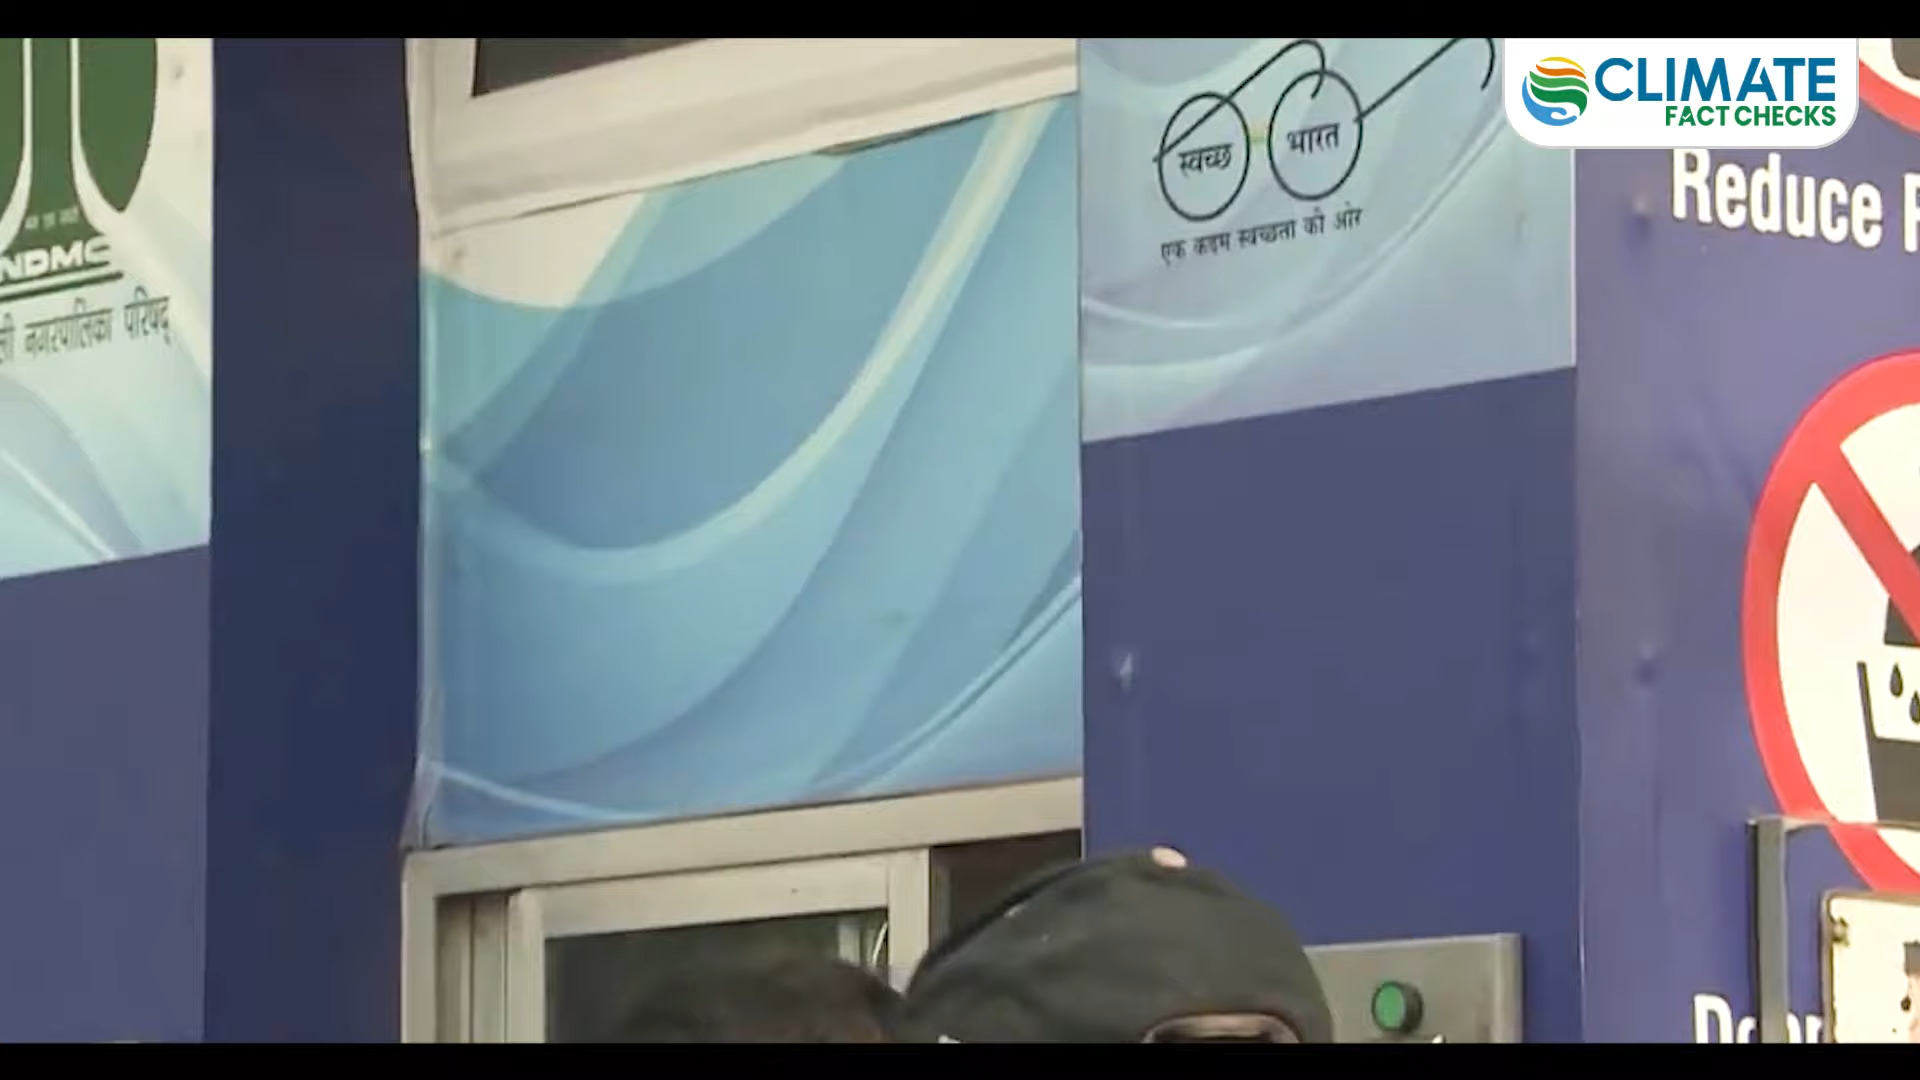 CLIMATE
FACT CHECKS
स्वच्छ
भारत
एक कदम स्वच्छता की ओर
Reduce
NDMC
नगरपालिका परिषद्